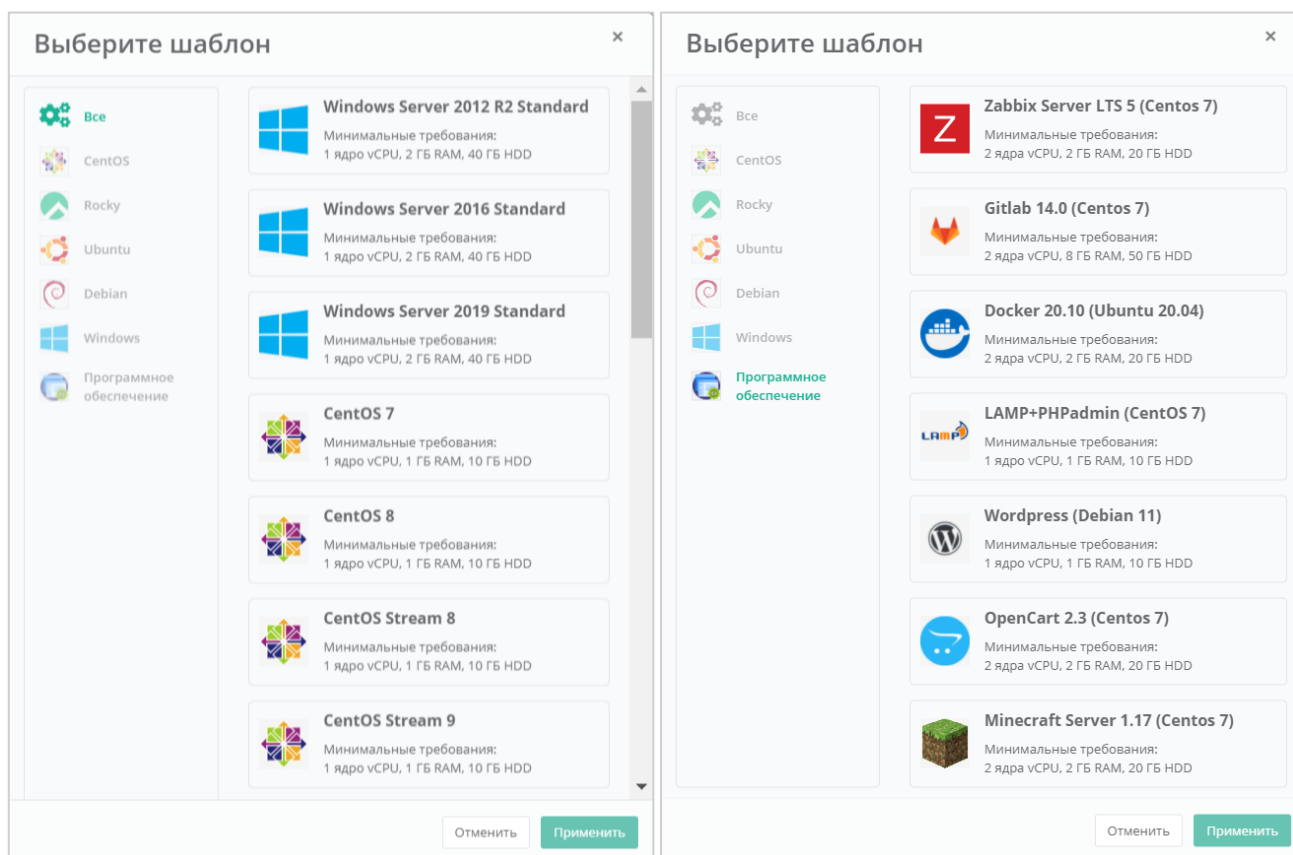 Выберите шаблон
×
Все
CentOS
Rocky
Ubuntu
Debian
Windows
Программное
обеспечение
Windows Server 2012 R2 Standard
Минимальные требования:
1 ядро vCPU, 2 ГБ RAM, 40 ГБ HDD
Windows Server 2016 Standard
Минимальные требования:
1 ядро vCPU, 2 ГБ RAM, 40 ГБ HDD
Windows Server 2019 Standard
Минимальные требования:
1 ядро vCPU, 2 ГБ RAM, 40 ГБ HDD
CentOS 7
Минимальные требования:
1 ядро vCPU, 1 ГБ RAM, 10 ГБ HDD
CentOS 8
Минимальные требования:
1 ядро vCPU, 1 ГБ RAM, 10 ГБ HDD
CentOS Stream 8
Минимальные требования:
1 ядро vCPU, 1 ГБ RAM, 10 ГБ HDD
CentOS Stream 9
Минимальные требования:
1 ядро vCPU, 1 ГБ RAM, 10 ГБ HDD
Отменить
Применить
Выберите шаблон
×
Все
CentOS
Rocky
Ubuntu
Debian
Windows
Программное
обеспечение
Z
Zabbix Server LTS 5 (Centos 7)
Минимальные требования:
2 ядра vCPU, 2 ГБ RAM, 20 ГБ HDD
Gitlab 14.0 (Centos 7)
Минимальные требования:
2 ядра vCPU, 8 ГБ RAM, 50 ГБ HDD
Docker 20.10 (Ubuntu 20.04)
Минимальные требования:
2 ядра vCPU, 2 ГБ RAM, 20 ГБ HDD
LAMP
LAMP+PHPadmin (CentOS 7)
Минимальные требования:
1 ядро vCPU, 1 ГБ RAM, 10 ГБ HDD
W
Wordpress (Debian 11)
Минимальные требования:
1 ядро vCPU, 1 ГБ RAM, 10 ГБ HDD
OpenCart 2.3 (Centos 7)
Минимальные требования:
2 ядра vCPU, 2 ГБ RAM, 20 ГБ HDD
Minecraft Server 1.17 (Centos 7)
Минимальные требования:
2 ядра vCPU, 2 ГБ RAM, 20 ГБ HDD
Отменить
Применить